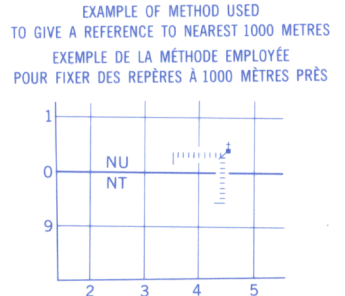 EXAMPLE OF METHOD USED
TO GIVE A REFERENCE TO NEAREST 1000 METRES
EXEMPLE DE LA MÉTHODE EMPLOYÉE
POUR FIXER DES REPÈRES À 1000 MÈTRES PRÈS
1
NU
0
NT
9
2 3 4 5